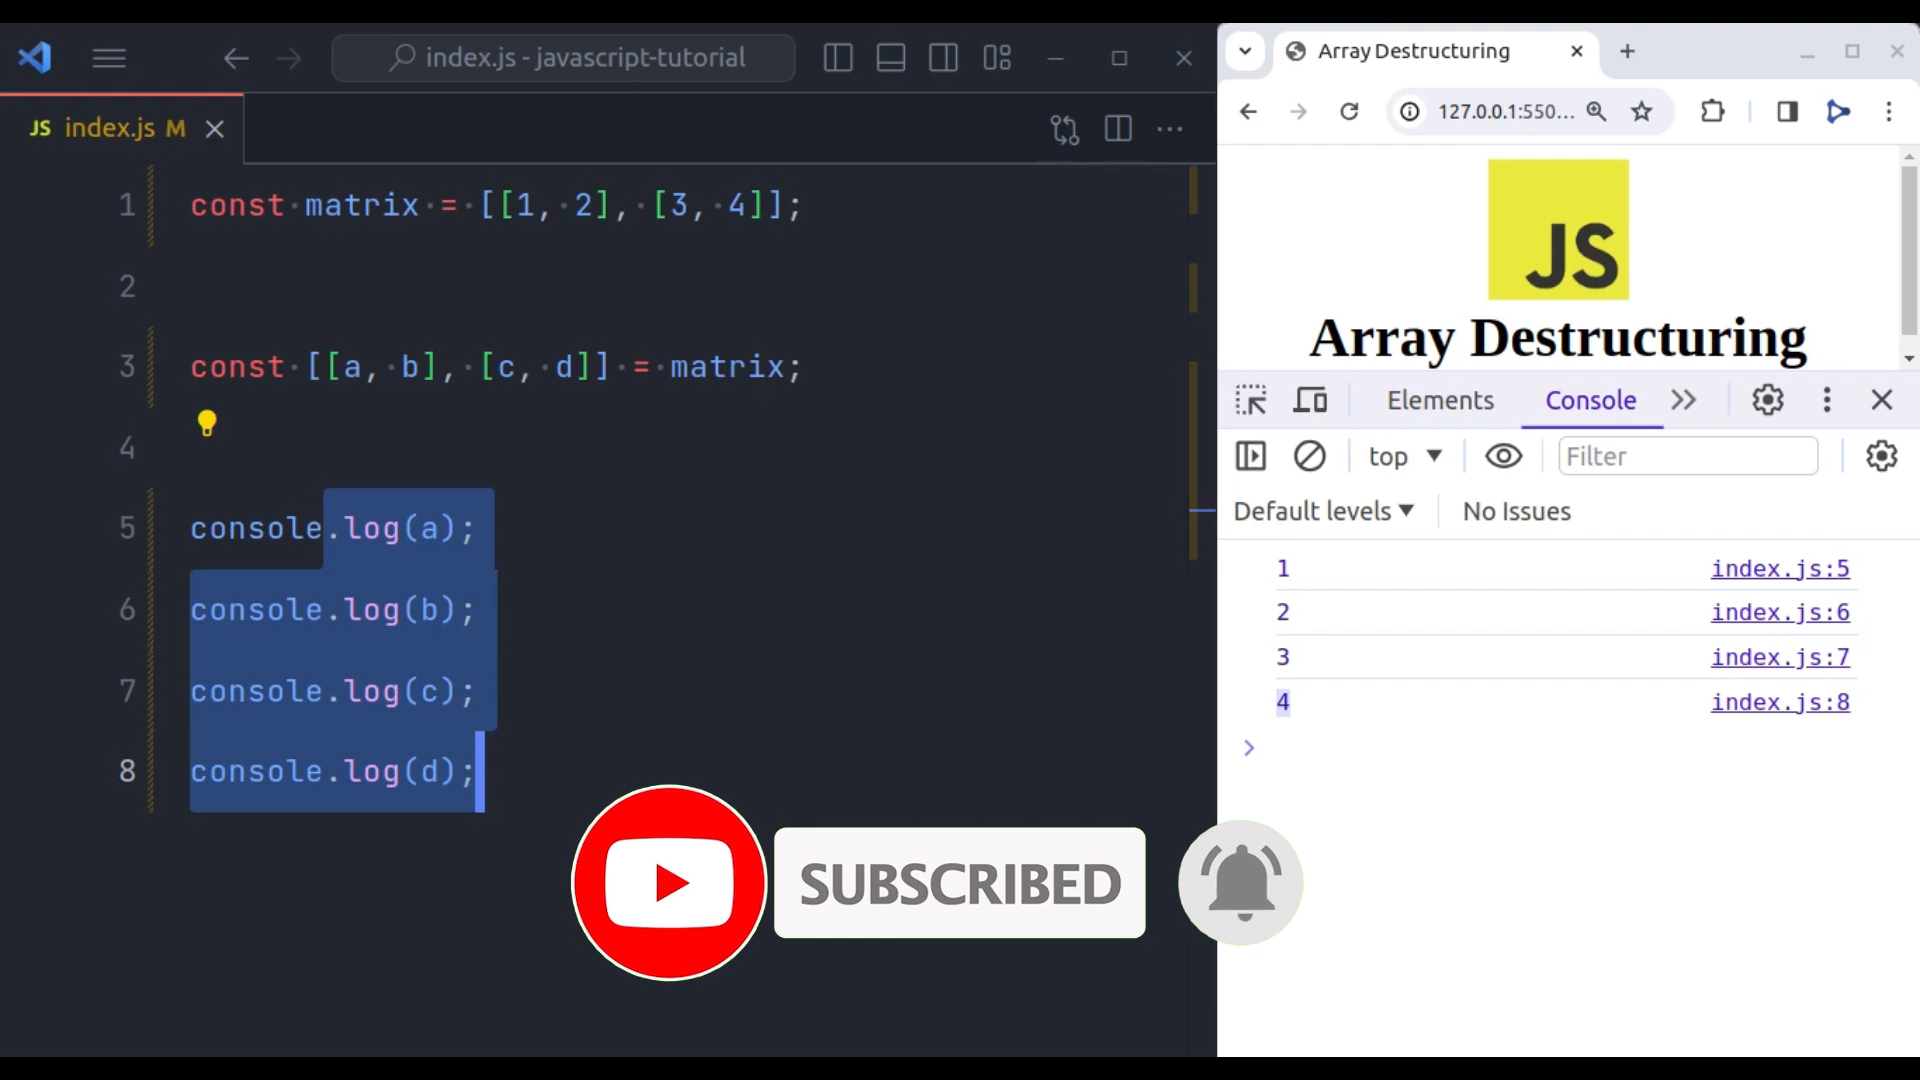 index.js - javascript-tutorial
JS index.js M
1 const matrix = [[1, 2], [3, 4]];
2
3 const [[a, b], [c, d]] = matrix;
4
5 console.log(a);
6 console.log(b);
7 console.log(c);
8 console.log(d);
SUBSCRIBED
Array Destructuring
127.0.0.1:550...
JS
Array Destructuring
Elements Console
top Filter
Default levels No Issues
1 index.js:5
2 index.js:6
3 index.js:7
4 index.js:8